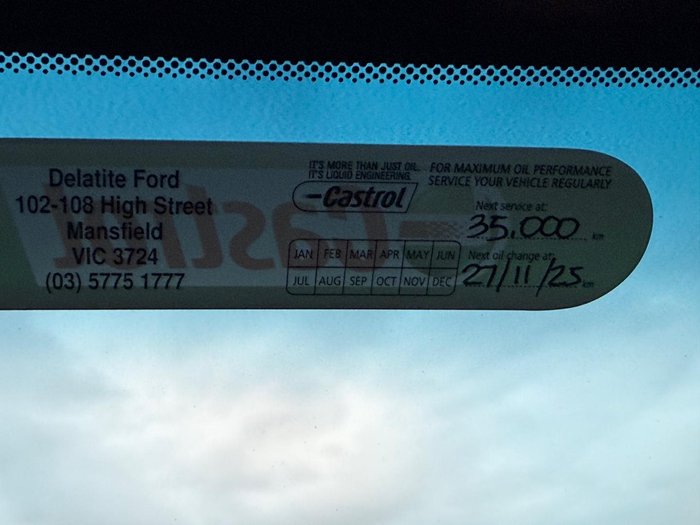 Delatite Ford
102-108 High Street
Mansfield
VIC 3724
(03) 5775 1777
IT'S MORE THAN JUST OIL.
IT'S LIQUID ENGINEERING.
Castrol
JAN FEB MAR APR MAY JUN
JUL AUG SEP OCT NOV DEC
FOR MAXIMUM OIL PERFORMANCE
SERVICE YOUR VEHICLE REGULARLY
Next service at:
35,000 km
Next oil change at:
27/11/25 km
Castrol